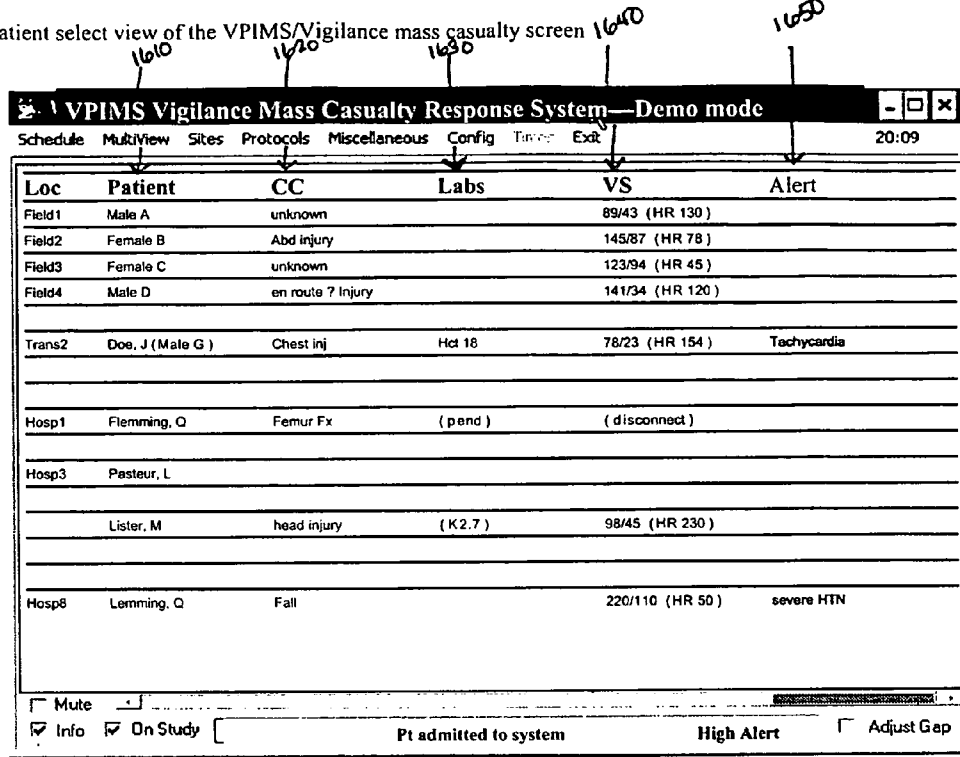 atient select view of the VPIMS/Vigilance mass casualty screen 1640 1650
1610 1620 1630
VPIMS Vigilance Mass Casualty Response System—Demo mode
Schedule MultiView Sites Protocols Miscellaneous Config Exit 20:09
Loc Patient CC Labs VS Alert
Field1 Male A unknown 89/43 (HR 130)
Field2 Female B Abd injury 145/87 (HR 78)
Field3 Female C unknown 123/94 (HR 45)
Field4 Male D en route ? Injury 141/34 (HR 120)
Trans2 Doe, J (Male G) Chest inj Hct 18 78/23 (HR 154) Tachycardia
Hosp1 Flemming, Q Femur Fx (pend) (disconnect)
Hosp3 Pasteur, L
Lister, M head injury (K2.7) 98/45 (HR 230)
Hosp8 Lemming, Q Fall 220/110 (HR 50) severe HTN
Mute
Info On Study Pt admitted to system High Alert Adjust Gap